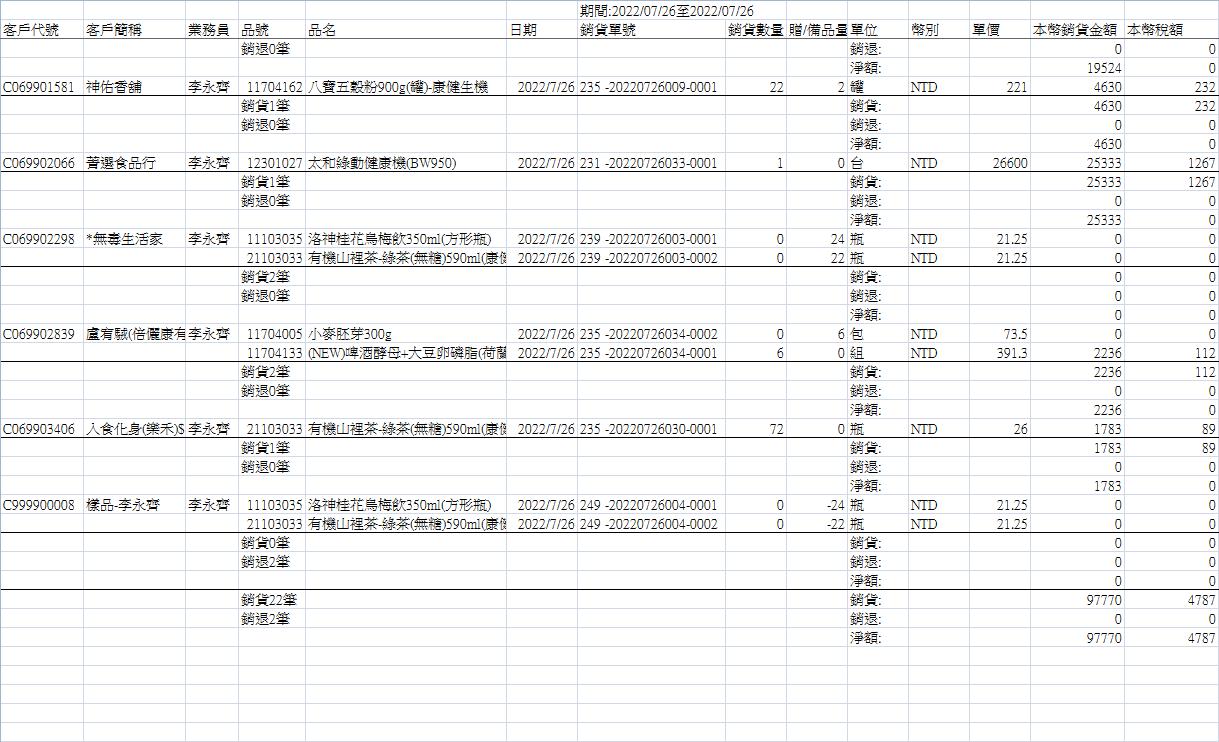 期間:2022/07/26至2022/07/26
客戶代號 客戶簡稱 業務員 品號 品名 日期 銷貨單號 銷貨數量 贈/備品量 單位 幣別 單價 本幣銷貨金額 本幣稅額
銷退0筆 銷退: 0 0
淨額: 19524 0
C069901581 神佑香舖 李永齊 11704162 八寶五穀粉900g(罐)-康健生機 2022/7/26 235 -20220726009-0001 22 2 罐 NTD 221 4630 232
銷貨1筆 銷貨: 4630 232
銷退0筆 銷退: 0 0
淨額: 4630 0
C069902066 菁選食品行 李永齊 12301027 太和綠動健康機(BW950) 2022/7/26 231 -20220726033-0001 1 0 台 NTD 26600 25333 1267
銷貨1筆 銷貨: 25333 1267
銷退0筆 銷退: 0 0
淨額: 25333 0
C069902298 *無毒生活家 李永齊 11103035 洛神桂花烏梅飲350ml(方形瓶) 2022/7/26 239 -20220726003-0001 0 24 瓶 NTD 21.25 0 0
21103033 有機山裡茶-綠茶(無糖)590ml(康健 2022/7/26 239 -20220726003-0002 0 22 瓶 NTD 21.25 0 0
銷貨2筆 銷貨: 0 0
銷退0筆 銷退: 0 0
淨額: 0 0
C069902839 盧宥駥(倍儷康有 李永齊 11704005 小麥胚芽300g 2022/7/26 235 -20220726034-0002 0 6 包 NTD 73.5 0 0
11704133 (NEW)啤酒酵母+大豆卵磷脂(荷蘭 2022/7/26 235 -20220726034-0001 6 0 組 NTD 391.3 2236 112
銷貨2筆 銷貨: 2236 112
銷退0筆 銷退: 0 0
淨額: 2236 0
C069903406 入食化身(樂禾)$ 李永齊 21103033 有機山裡茶-綠茶(無糖)590ml(康健 2022/7/26 235 -20220726030-0001 72 0 瓶 NTD 26 1783 89
銷貨1筆 銷貨: 1783 89
銷退0筆 銷退: 0 0
淨額: 1783 0
C999900008 樣品-李永齊 李永齊 11103035 洛神桂花烏梅飲350ml(方形瓶) 2022/7/26 249 -20220726004-0001 0 -24 瓶 NTD 21.25 0 0
21103033 有機山裡茶-綠茶(無糖)590ml(康健 2022/7/26 249 -20220726004-0002 0 -22 瓶 NTD 21.25 0 0
銷貨0筆 銷貨: 0 0
銷退2筆 銷退: 0 0
淨額: 0 0
銷貨22筆 銷貨: 97770 4787
銷退2筆 銷退: 0 0
淨額: 97770 4787